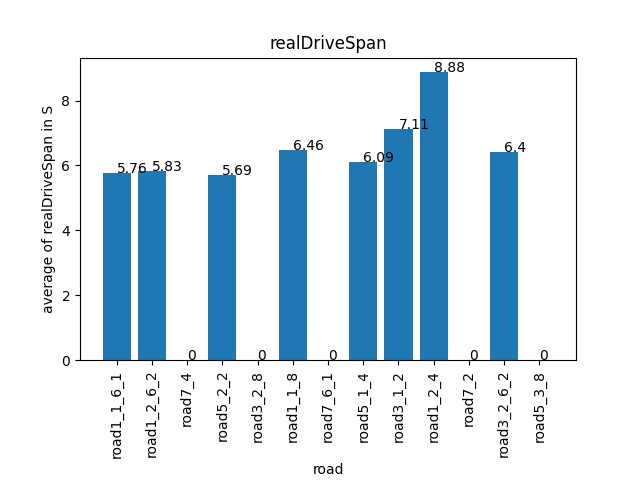 realDriveSpan
average of realDriveSpan in S
8
6
4
2
0
5.76
5.83
0
5.69
0
6.46
0
6.09
7.11
8.88
0
6.4
0
road1_1_6_1
road1_2_6_2
road7_4
road5_2_2
road3_2_8
road1_1_8
road7_6_1
road5_1_4
road3_1_2
road1_2_4
road7_2
road3_2_6_2
road5_3_8
road